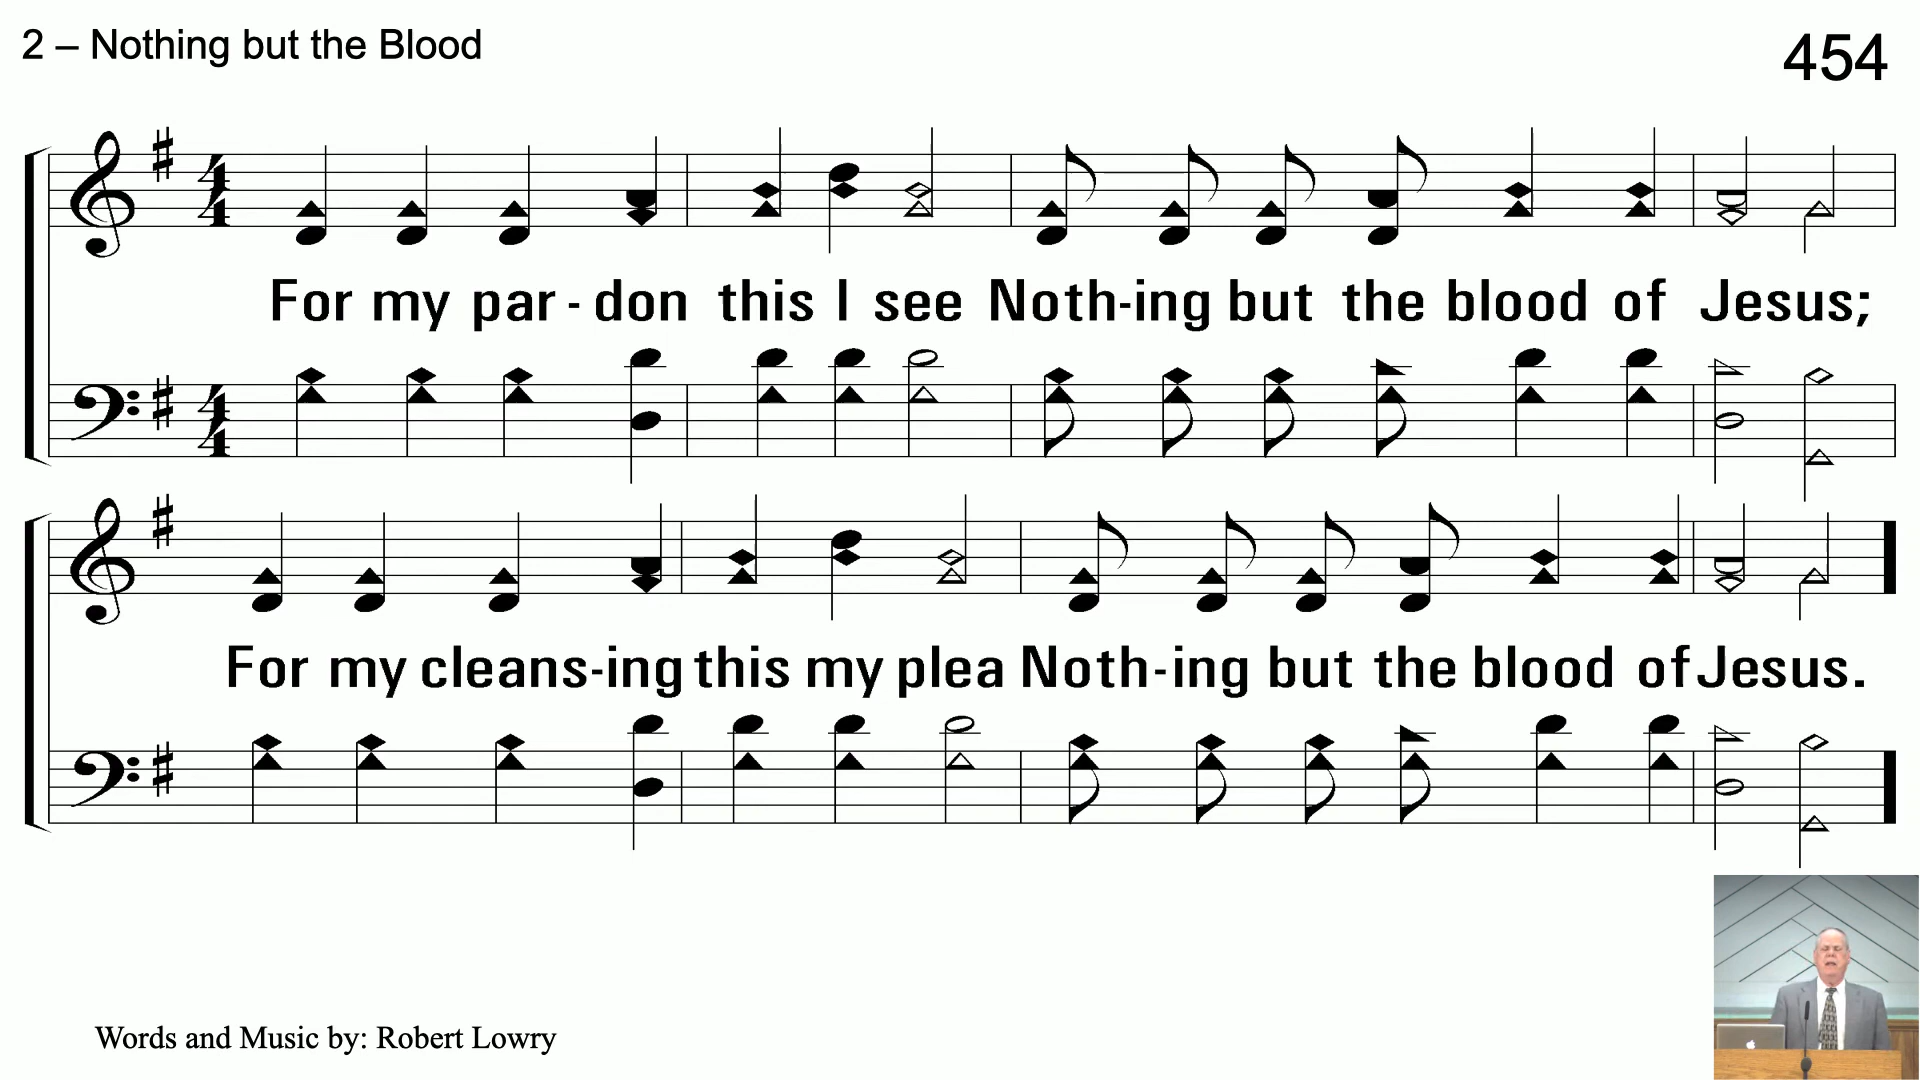 2 – Nothing but the Blood
454
For my par - don this I see Noth-ing but the blood of Jesus;
For my cleans-ing this my plea Noth-ing but the blood of Jesus.
Words and Music by: Robert Lowry